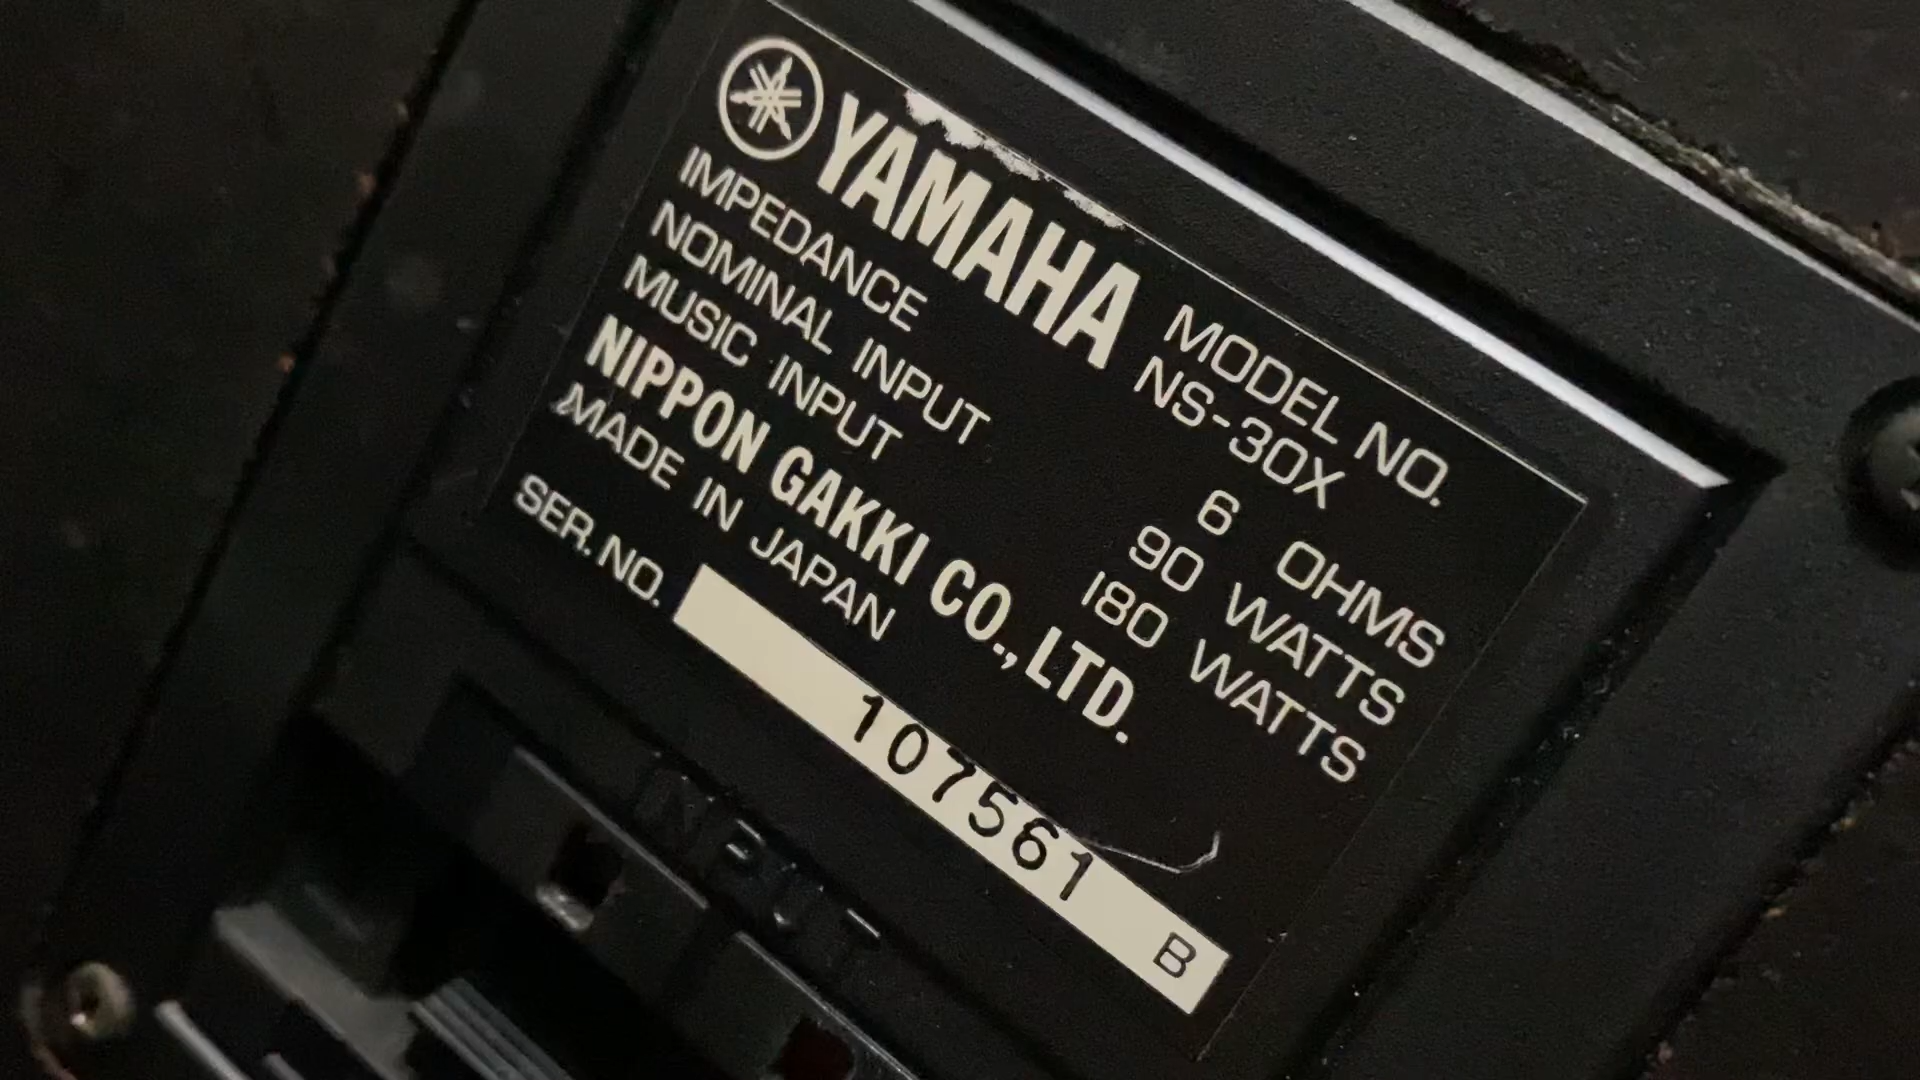 YAMAHA MODEL NO.
NS-30X
IMPEDANCE 6 OHMS
NOMINAL INPUT 90 WATTS
MUSIC INPUT 180 WATTS
NIPPON GAKKI CO., LTD.
MADE IN JAPAN
SER. NO. 107561 B
INPUT